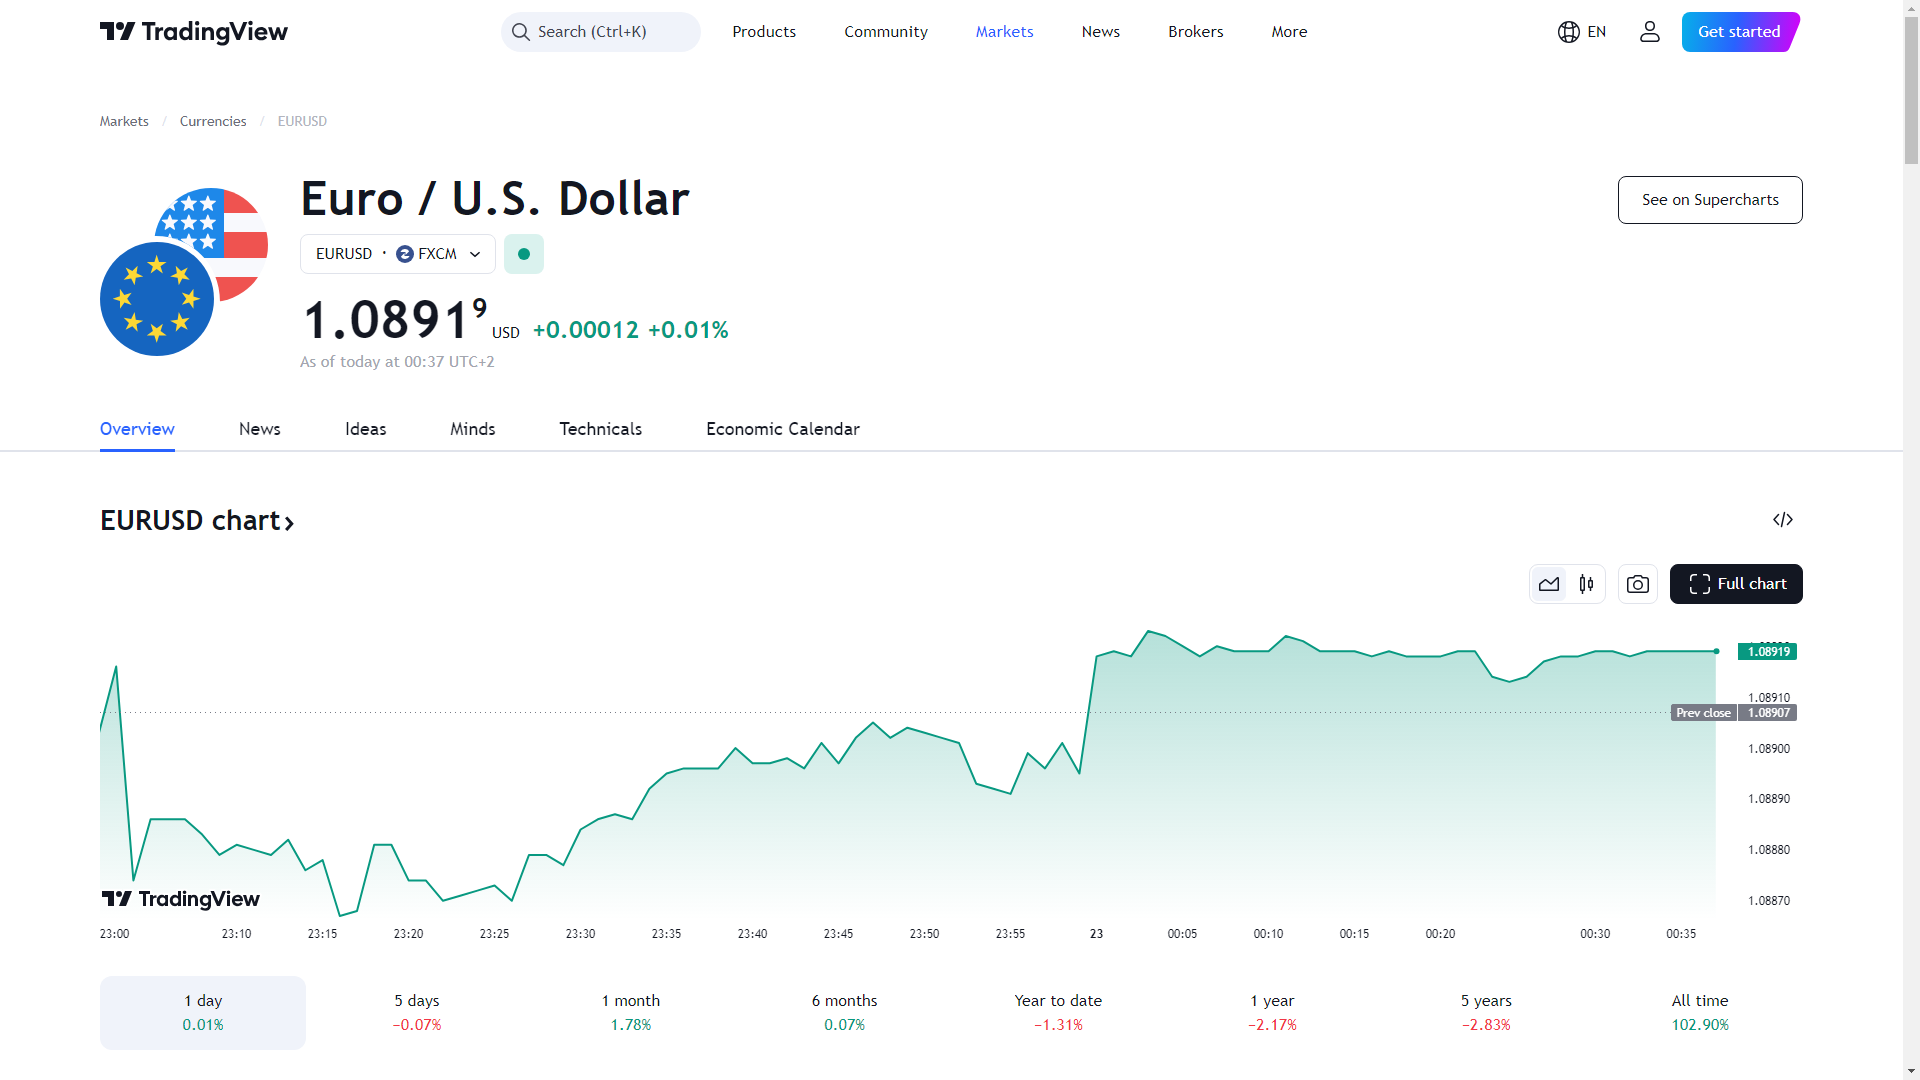 TradingView
Search (Ctrl+K)
Products
Community
Markets
News
Brokers
More
EN
Get started
Markets / Currencies / EURUSD
Euro / U.S. Dollar
See on Supercharts
EURUSD · FXCM
1.08919 USD +0.00012 +0.01%
As of today at 00:37 UTC+2
Overview
News
Ideas
Minds
Technicals
Economic Calendar
EURUSD chart
Full chart
1.08919
1.08910
Prev close 1.08907
1.08900
1.08890
1.08880
1.08870
TradingView
23:00 23:10 23:15 23:20 23:25 23:30 23:35 23:40 23:45 23:50 23:55 23 00:05 00:10 00:15 00:20 00:30 00:35
1 day
0.01%
5 days
−0.07%
1 month
1.78%
6 months
0.07%
Year to date
−1.31%
1 year
−2.17%
5 years
−2.83%
All time
102.90%